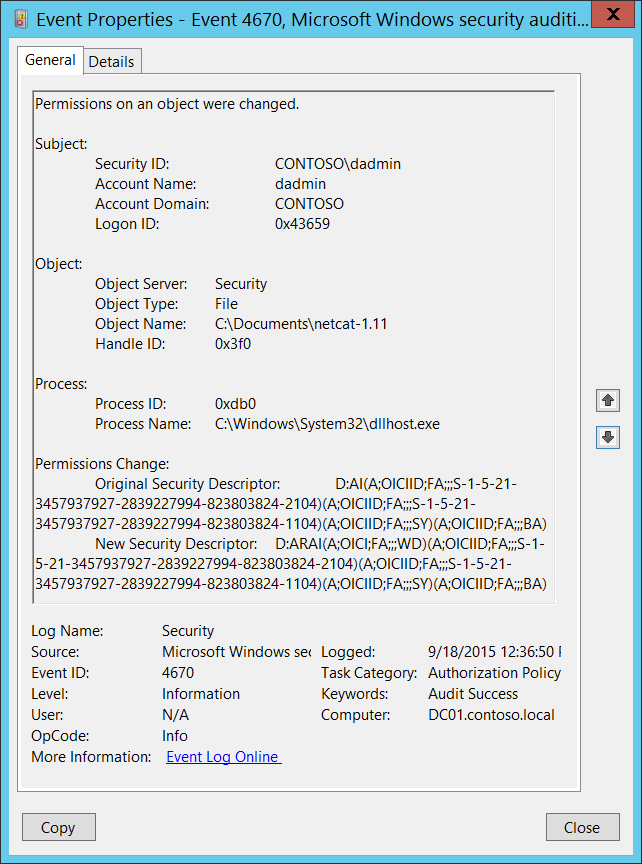 Event Properties - Event 4670, Microsoft Windows security auditi...
X
General
Details
Permissions on an object were changed.
Subject:
Security ID: CONTOSO\dadmin
Account Name: dadmin
Account Domain: CONTOSO
Logon ID: 0x43659
Object:
Object Server: Security
Object Type: File
Object Name: C:\Documents\netcat-1.11
Handle ID: 0x3f0
Process:
Process ID: 0xdb0
Process Name: C:\Windows\System32\dllhost.exe
Permissions Change:
Original Security Descriptor: D:AI(A;OICIID;FA;;;S-1-5-21-
3457937927-2839227994-823803824-2104)(A;OICIID;FA;;;S-1-5-21-
3457937927-2839227994-823803824-1104)(A;OICIID;FA;;;SY)(A;OICIID;FA;;;BA)
New Security Descriptor: D:ARAI(A;OICI;FA;;;WD)(A;OICIID;FA;;;S-1-
5-21-3457937927-2839227994-823803824-2104)(A;OICIID;FA;;;S-1-5-21-
3457937927-2839227994-823803824-1104)(A;OICIID;FA;;;SY)(A;OICIID;FA;;;BA)
Log Name: Security
Source: Microsoft Windows sec Logged: 9/18/2015 12:36:50
Event ID: 4670 Task Category: Authorization Policy
Level: Information Keywords: Audit Success
User: N/A Computer: DC01.contoso.local
OpCode: Info
More Information: Event Log Online
Copy
Close